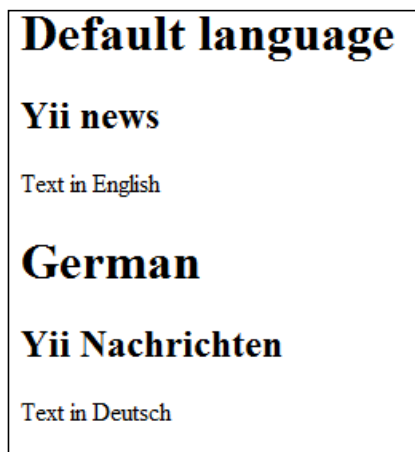 Default language
Yii news
Text in English
German
Yii Nachrichten
Text in Deutsch